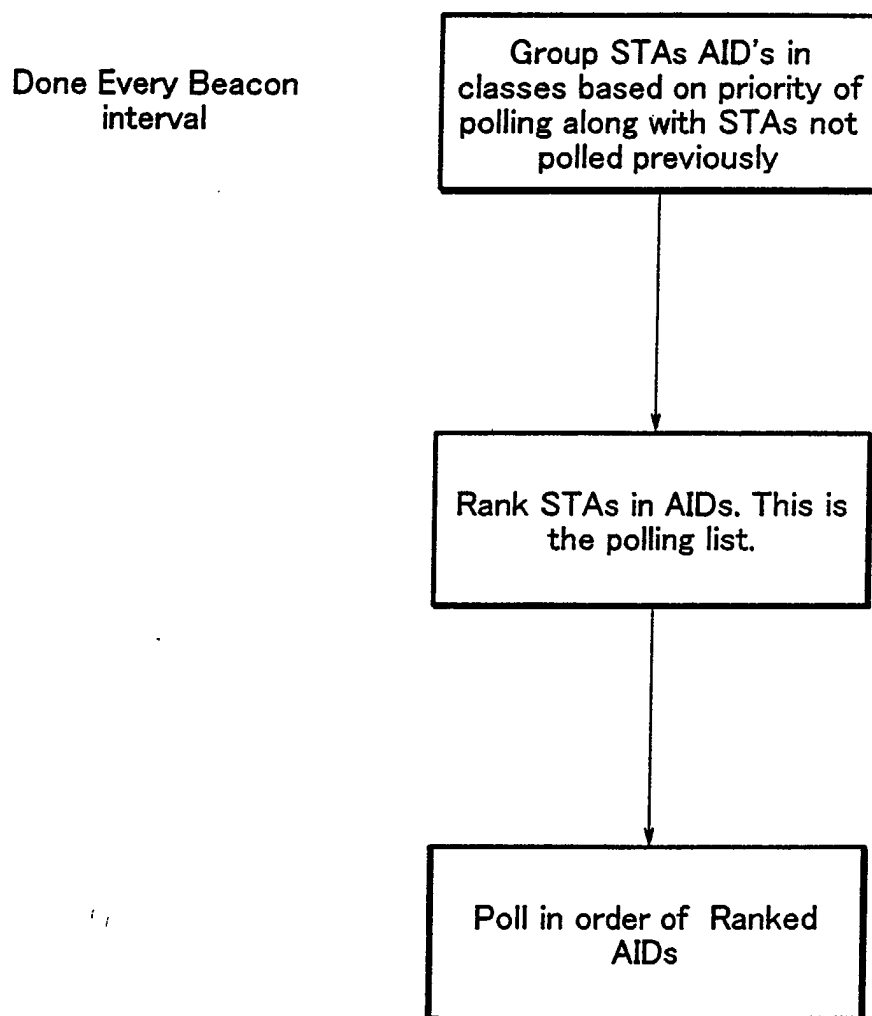 Done Every Beacon
interval
Group STAs AID's in
classes based on priority of
polling along with STAs not
polled previously
Rank STAs in AIDs. This is
the polling list.
Poll in order of Ranked
AIDs